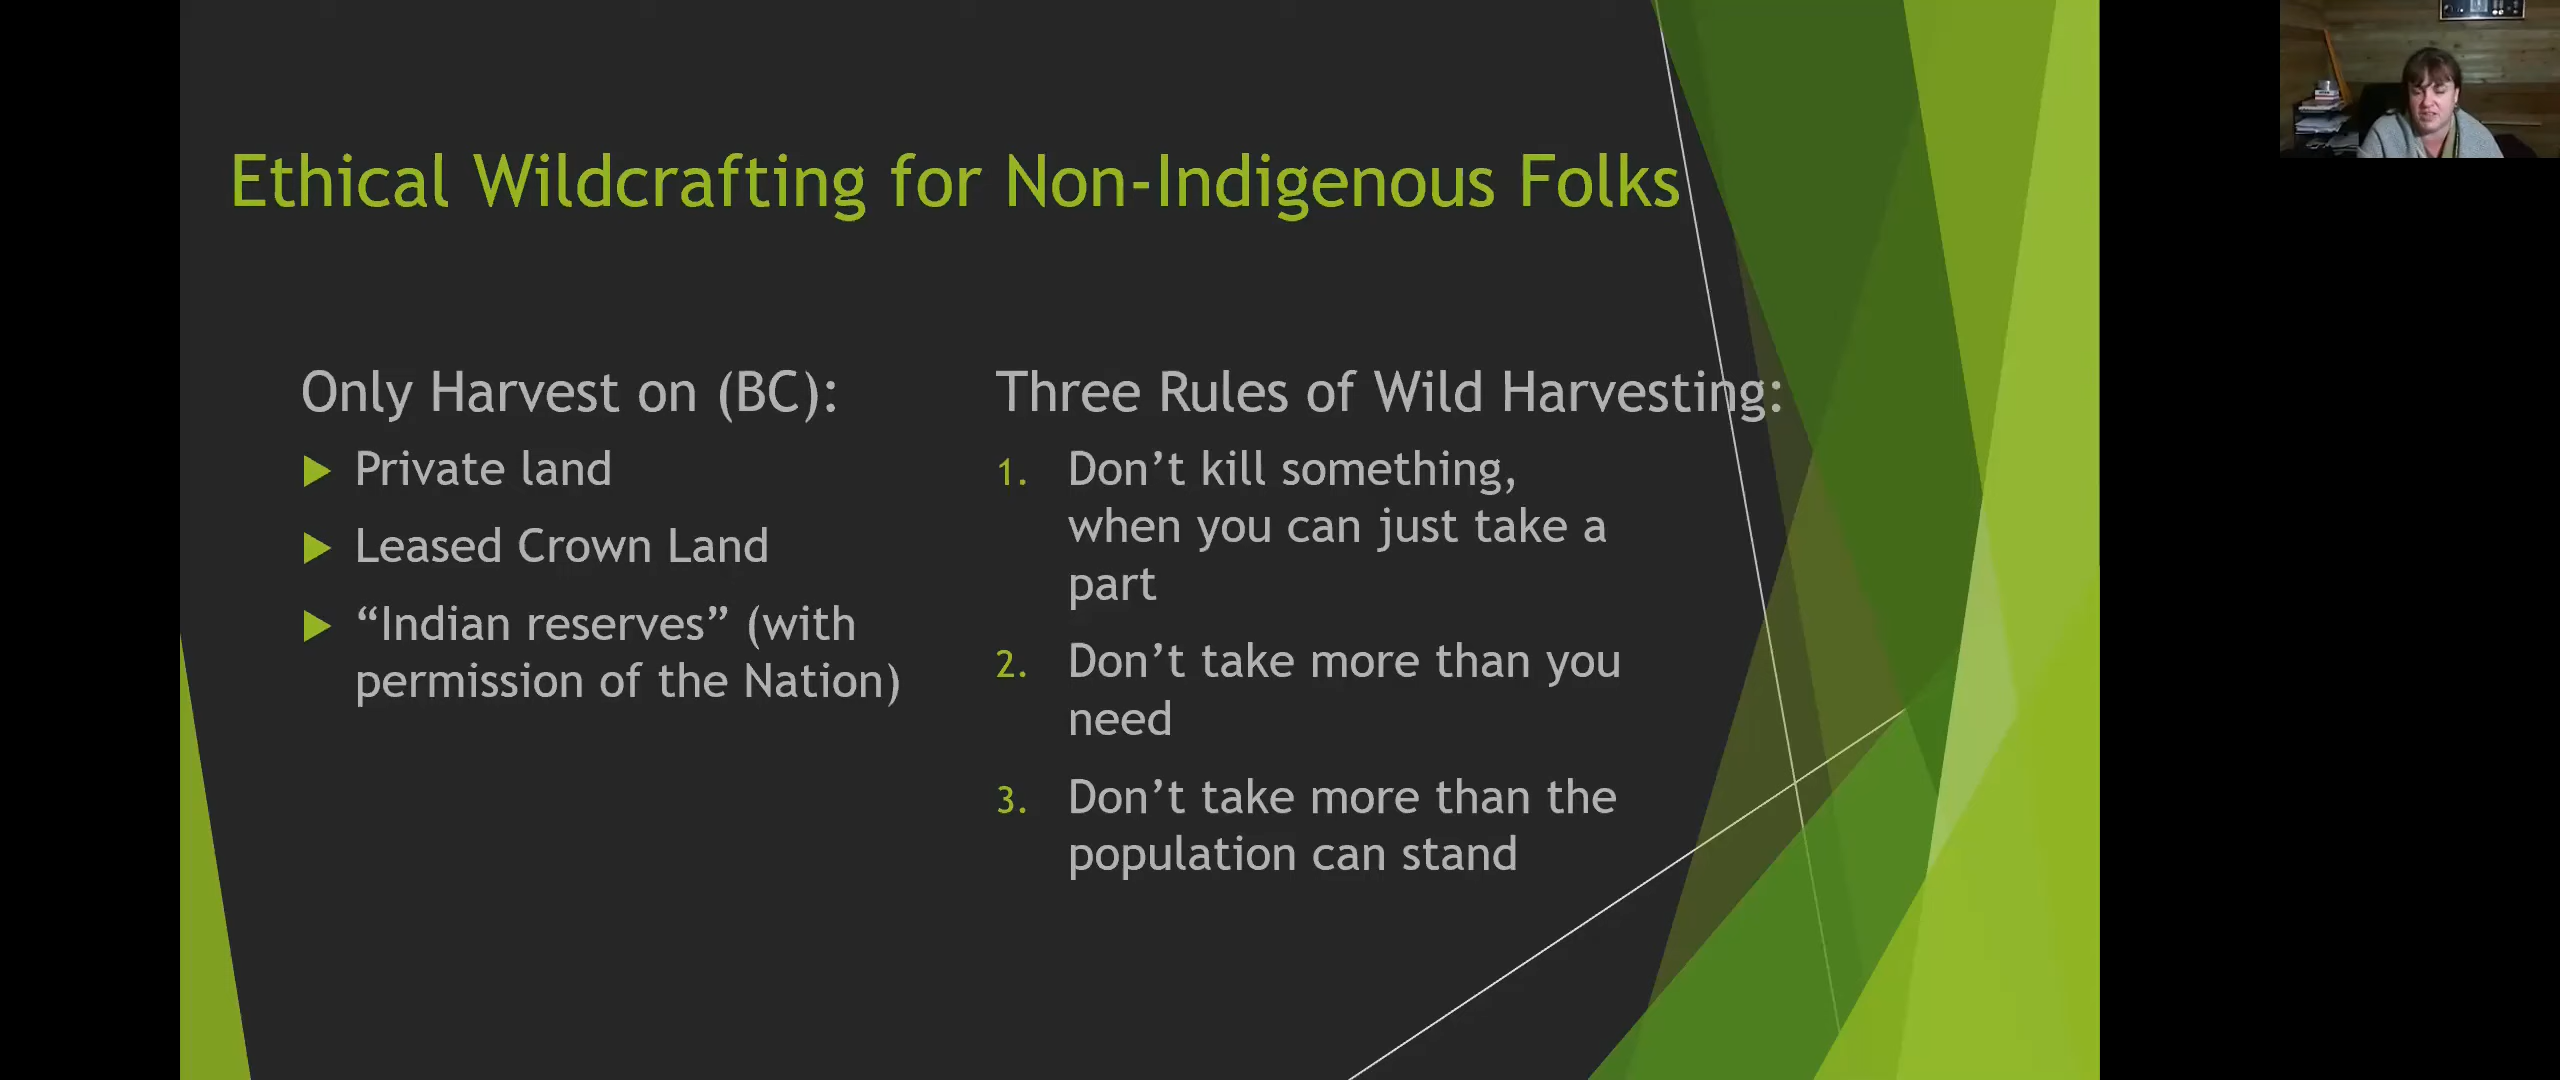 Ethical Wildcrafting for Non-Indigenous Folks
Only Harvest on (BC):
Private land
Leased Crown Land
“Indian reserves” (with
permission of the Nation)
Three Rules of Wild Harvesting:
1. Don’t kill something,
when you can just take a
part
2. Don’t take more than you
need
3. Don’t take more than the
population can stand